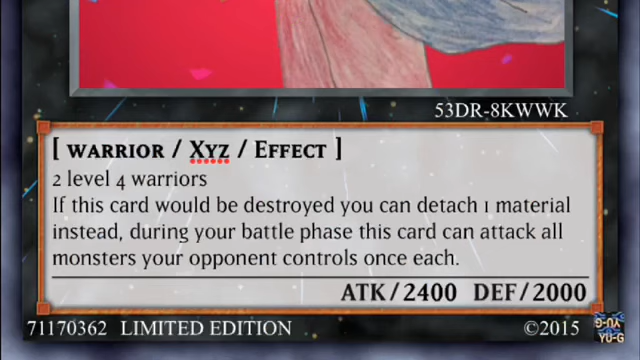 53DR-8KWWK
[ WARRIOR / XYZ / EFFECT ]
2 level 4 warriors
If this card would be destroyed you can detach 1 material
instead, during your battle phase this card can attack all
monsters your opponent controls once each.
ATK/2400 DEF/2000
71170362 LIMITED EDITION ©2015